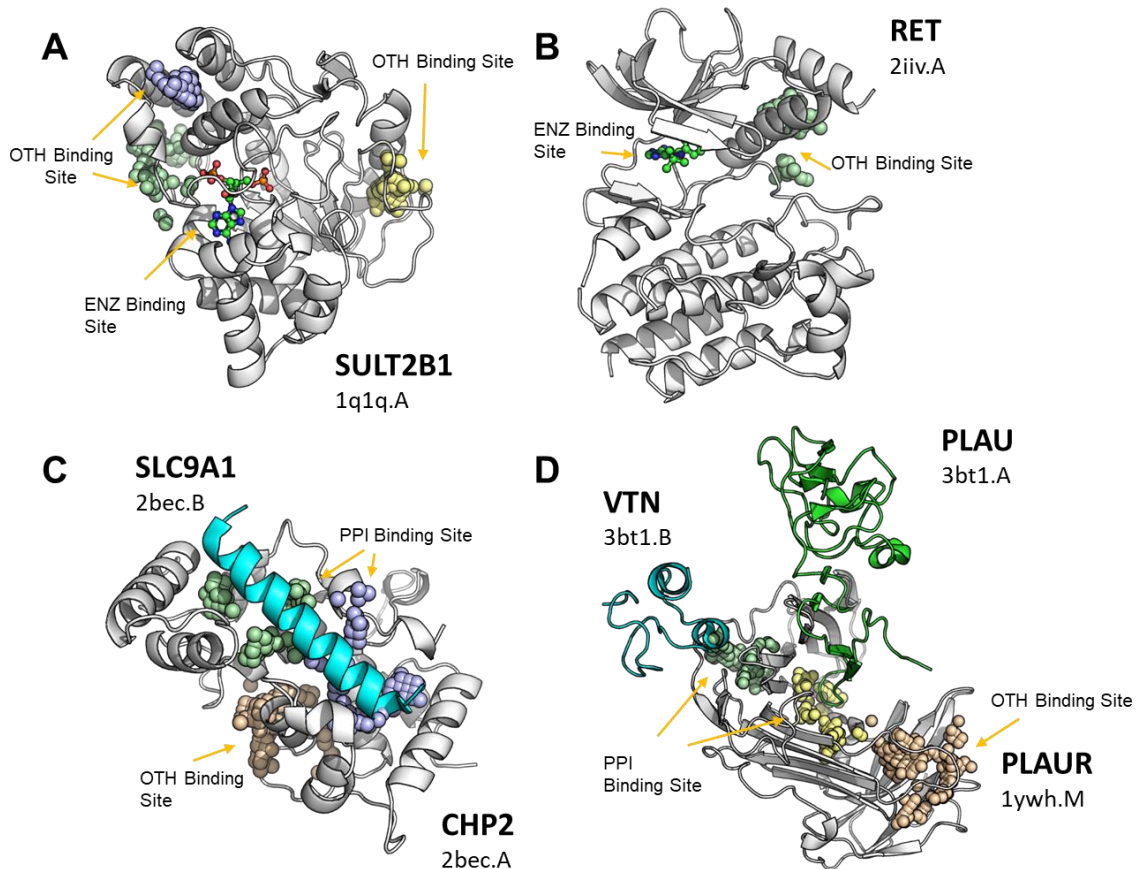 A
OTH Binding Site
OTH Binding
Site
ENZ Binding
Site
SULT2B1
1q1q.A
B
RET
2iiv.A
ENZ Binding
Site
OTH Binding Site
C
SLC9A1
2bec.B
PPI Binding Site
OTH Binding
Site
CHP2
2bec.A
D
PLAU
3bt1.A
VTN
3bt1.B
OTH Binding Site
PPI
Binding Site
PLAUR
1ywh.M